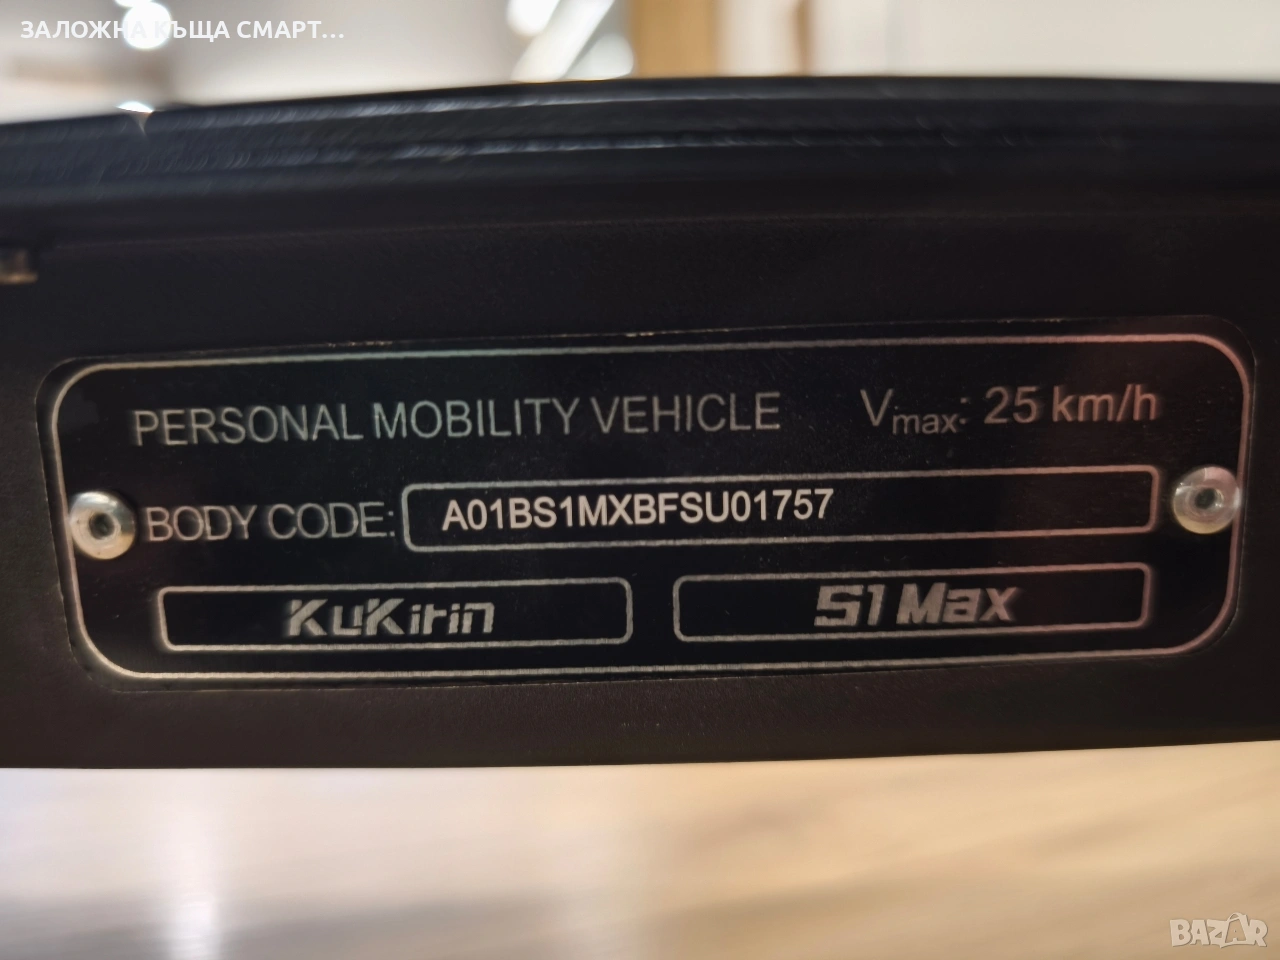 ЗАЛОЖНА КЪЩА СМАРТ...
PERSONAL MOBILITY VEHICLE Vmax: 25 km/h
BODY CODE: A01BS1MXBFSU01757
KuKirin S1 Max
BAZAR